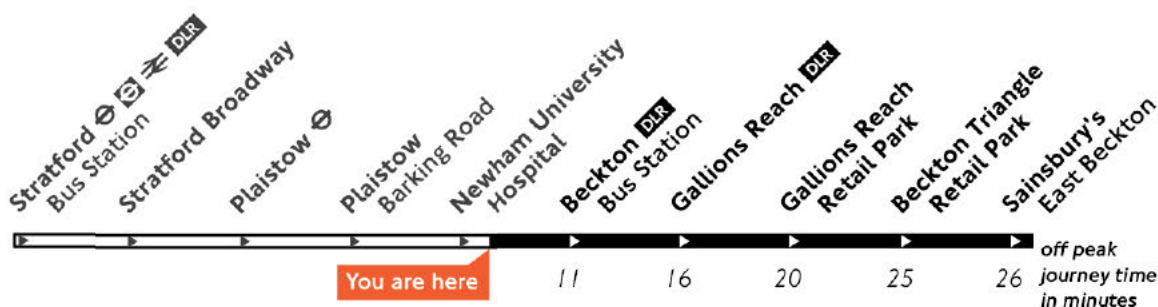 Stratford DLR
Bus Station
Stratford Broadway
Plaistow
Plaistow
Barking Road
Newham University
Hospital
Beckton DLR
Bus Station
Gallions Reach DLR
Gallions Reach
Retail Park
Beckton Triangle
Retail Park
Sainsbury's
East Beckton
You are here
11 16 20 25 26
off peak
journey time
in minutes